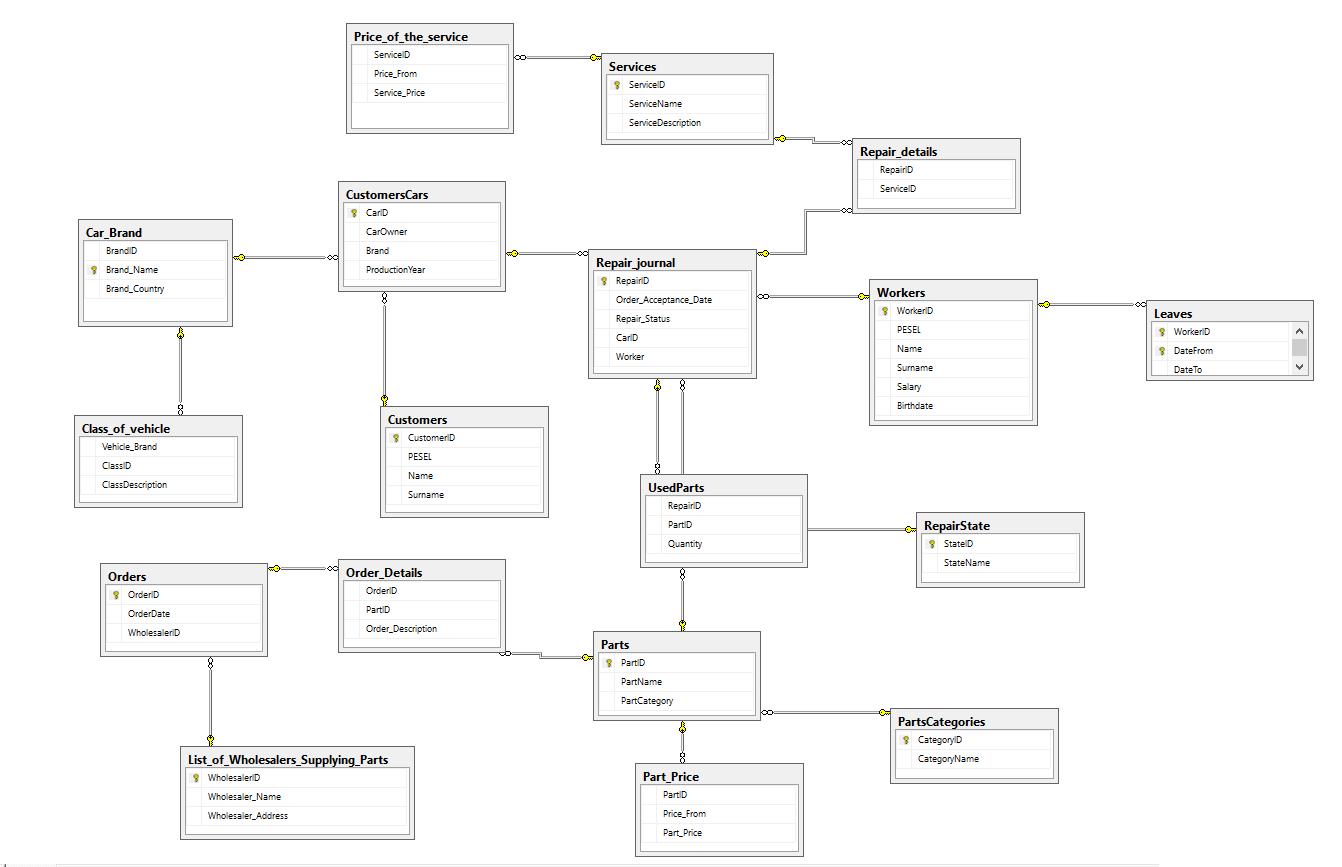 Price_of_the_service
ServiceID
Price_From
Service_Price
Services
ServiceID
ServiceName
ServiceDescription
Repair_details
RepairID
ServiceID
CustomersCars
CarID
CarOwner
Brand
ProductionYear
Car_Brand
BrandID
Brand_Name
Brand_Country
Repair_journal
RepairID
Order_Acceptance_Date
Repair_Status
CarID
Worker
Workers
WorkerID
PESEL
Name
Surname
Salary
Birthdate
Leaves
WorkerID
DateFrom
DateTo
Class_of_vehicle
Vehicle_Brand
ClassID
ClassDescription
Customers
CustomerID
PESEL
Name
Surname
UsedParts
RepairID
PartID
Quantity
RepairState
StateID
StateName
Orders
OrderID
OrderDate
WholesalerID
Order_Details
OrderID
PartID
Order_Description
Parts
PartID
PartName
PartCategory
PartsCategories
CategoryID
CategoryName
List_of_Wholesalers_Supplying_Parts
WholesalerID
Wholesaler_Name
Wholesaler_Address
Part_Price
PartID
Price_From
Part_Price